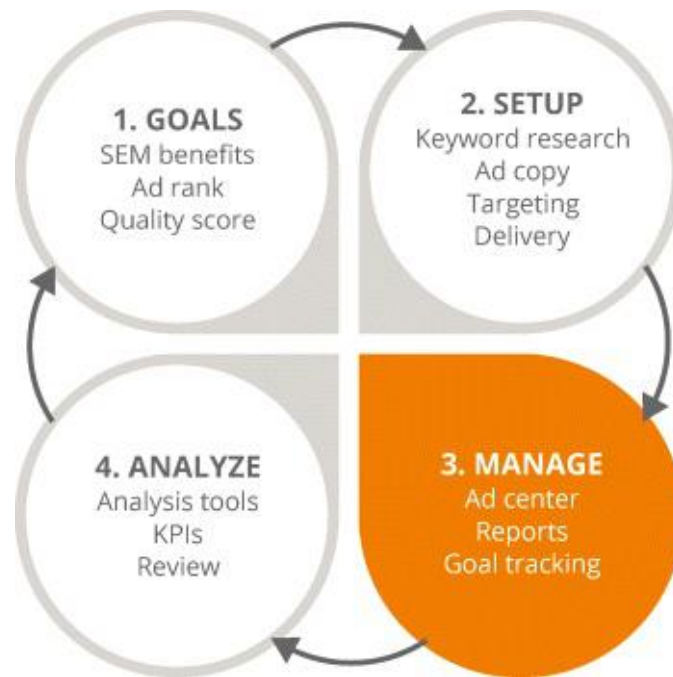 1. GOALS
SEM benefits
Ad rank
Quality score
2. SETUP
Keyword research
Ad copy
Targeting
Delivery
3. MANAGE
Ad center
Reports
Goal tracking
4. ANALYZE
Analysis tools
KPIs
Review